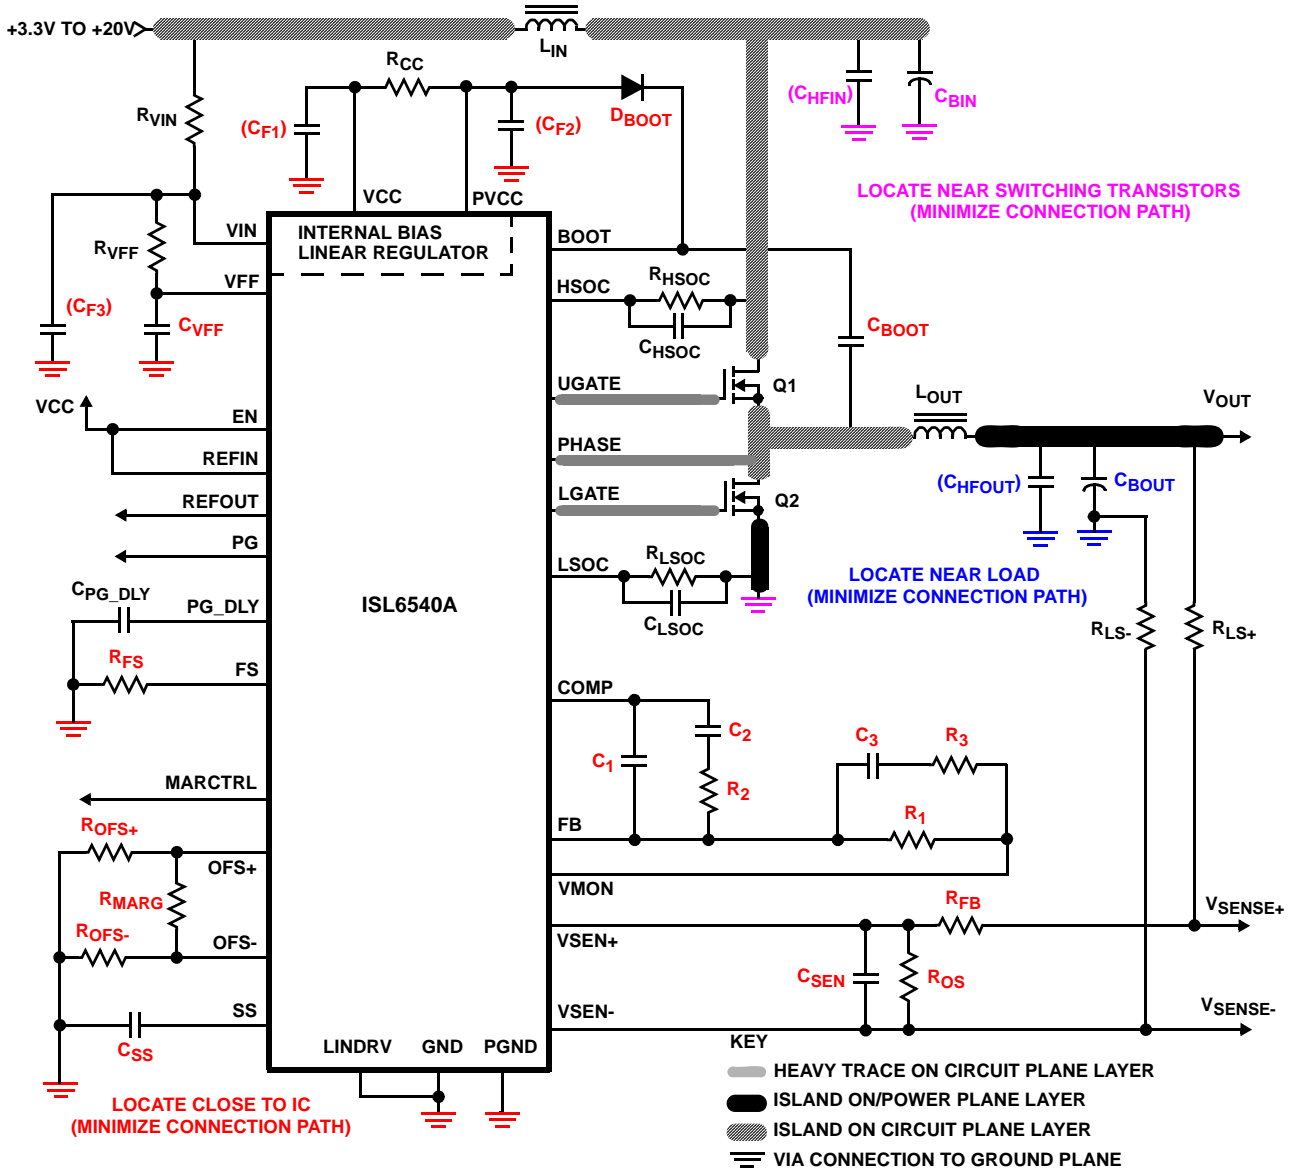 +3.3V TO +20V
LIN
RCC
RVIN
(CF1)
(CF2)
DBOOT
(CHFIN)
CBIN
LOCATE NEAR SWITCHING TRANSISTORS
(MINIMIZE CONNECTION PATH)
VCC
PVCC
VIN
INTERNAL BIAS
LINEAR REGULATOR
BOOT
RVFF
VFF
HSOC
RHSOC
CHSOC
(CF3)
CVFF
CBOOT
UGATE
Q1
VCC
EN
LOUT
VOUT
REFIN
PHASE
REFOUT
LGATE
Q2
(CHFOUT)
CBOUT
PG
LSOC
RLSOC
CLSOC
LOCATE NEAR LOAD
(MINIMIZE CONNECTION PATH)
CPG_DLY
PG_DLY
ISL6540A
RLS-
RLS+
RFS
FS
COMP
C1
C2
R2
C3
R3
R1
MARCTRL
FB
ROFS+
OFS+
VMON
RMARG
RFB
VSENSE+
ROFS-
OFS-
VSEN+
CSEN
ROS
SS
VSEN-
VSENSE-
CSS
LINDRV
GND
PGND
KEY
HEAVY TRACE ON CIRCUIT PLANE LAYER
LOCATE CLOSE TO IC
(MINIMIZE CONNECTION PATH)
ISLAND ON/POWER PLANE LAYER
ISLAND ON CIRCUIT PLANE LAYER
VIA CONNECTION TO GROUND PLANE